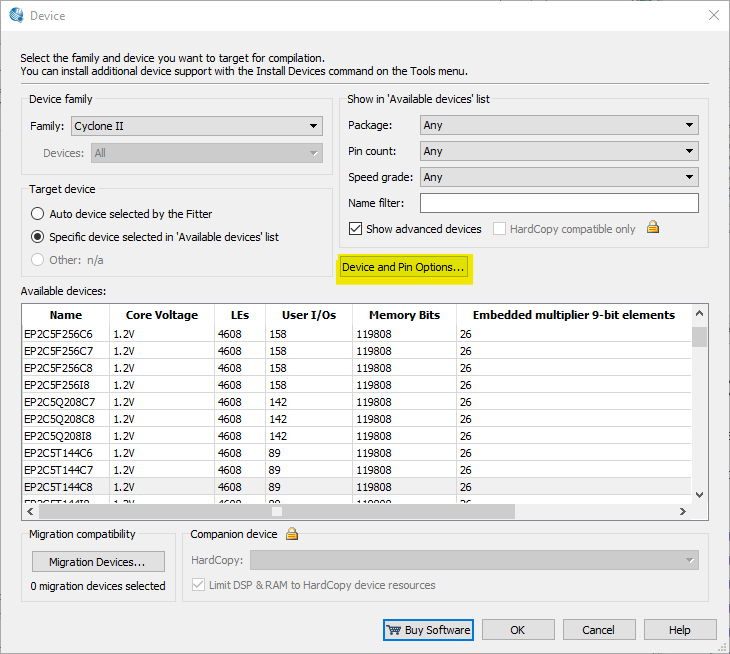 Device
Select the family and device you want to target for compilation.
You can install additional device support with the Install Devices command on the Tools menu.
Device family
Family: Cyclone II
Devices: All
Target device
Auto device selected by the Fitter
Specific device selected in 'Available devices' list
Other: n/a
Show in 'Available devices' list
Package: Any
Pin count: Any
Speed grade: Any
Name filter:
Show advanced devices HardCopy compatible only
Device and Pin Options...
Available devices:
Name Core Voltage LEs User I/Os Memory Bits Embedded multiplier 9-bit elements
EP2C5F256C6 1.2V 4608 158 119808 26
EP2C5F256C7 1.2V 4608 158 119808 26
EP2C5F256C8 1.2V 4608 158 119808 26
EP2C5F256I8 1.2V 4608 158 119808 26
EP2C5Q208C7 1.2V 4608 142 119808 26
EP2C5Q208C8 1.2V 4608 142 119808 26
EP2C5Q208I8 1.2V 4608 142 119808 26
EP2C5T144C6 1.2V 4608 89 119808 26
EP2C5T144C7 1.2V 4608 89 119808 26
EP2C5T144C8 1.2V 4608 89 119808 26
EP2C5T144I8 1.2V 4608 89 119808 26
Migration compatibility
Migration Devices...
0 migration devices selected
Companion device
HardCopy:
Limit DSP & RAM to HardCopy device resources
Buy Software OK Cancel Help